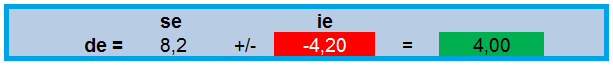 se ie
de = 8,2 +/- -4,20 = 4,00